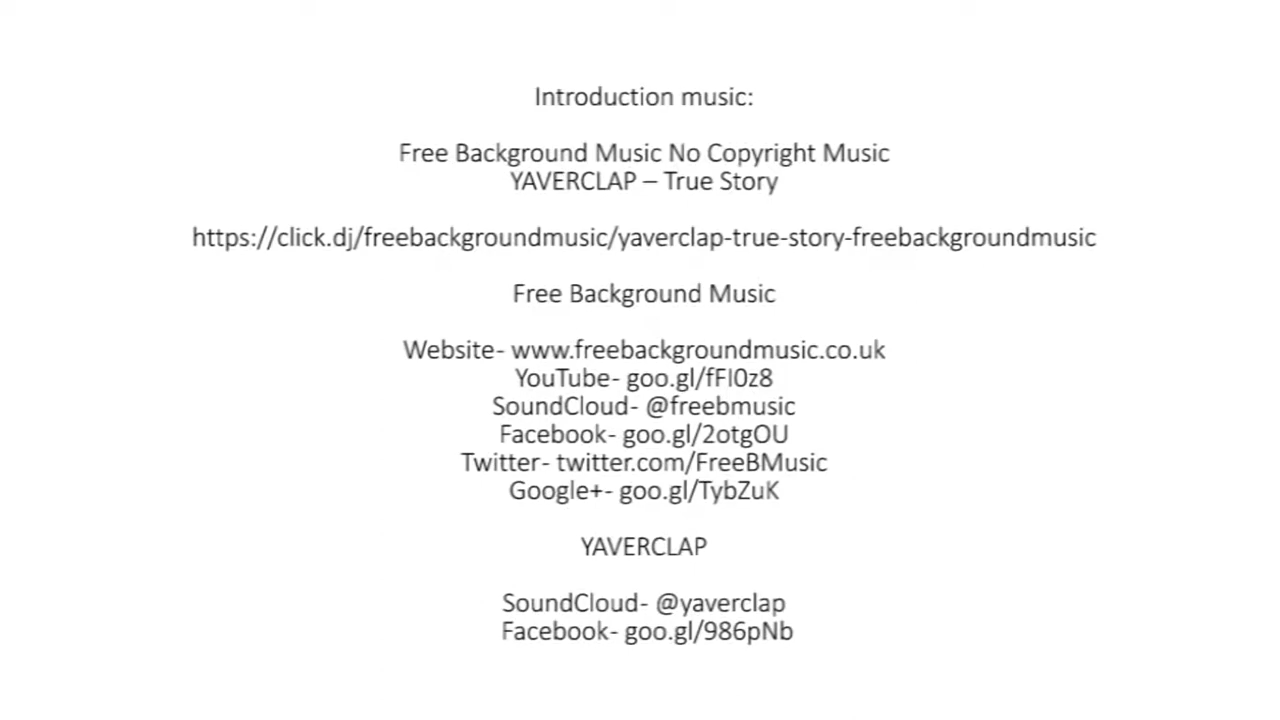 Introduction music:
Free Background Music No Copyright Music
YAVERCLAP – True Story
https://click.dj/freebackgroundmusic/yaverclap-true-story-freebackgroundmusic
Free Background Music
Website- www.freebackgroundmusic.co.uk
YouTube- goo.gl/fFI0z8
SoundCloud- @freebmusic
Facebook- goo.gl/2otgOU
Twitter- twitter.com/FreeBMusic
Google+- goo.gl/TybZuK
YAVERCLAP
SoundCloud- @yaverclap
Facebook- goo.gl/986pNb